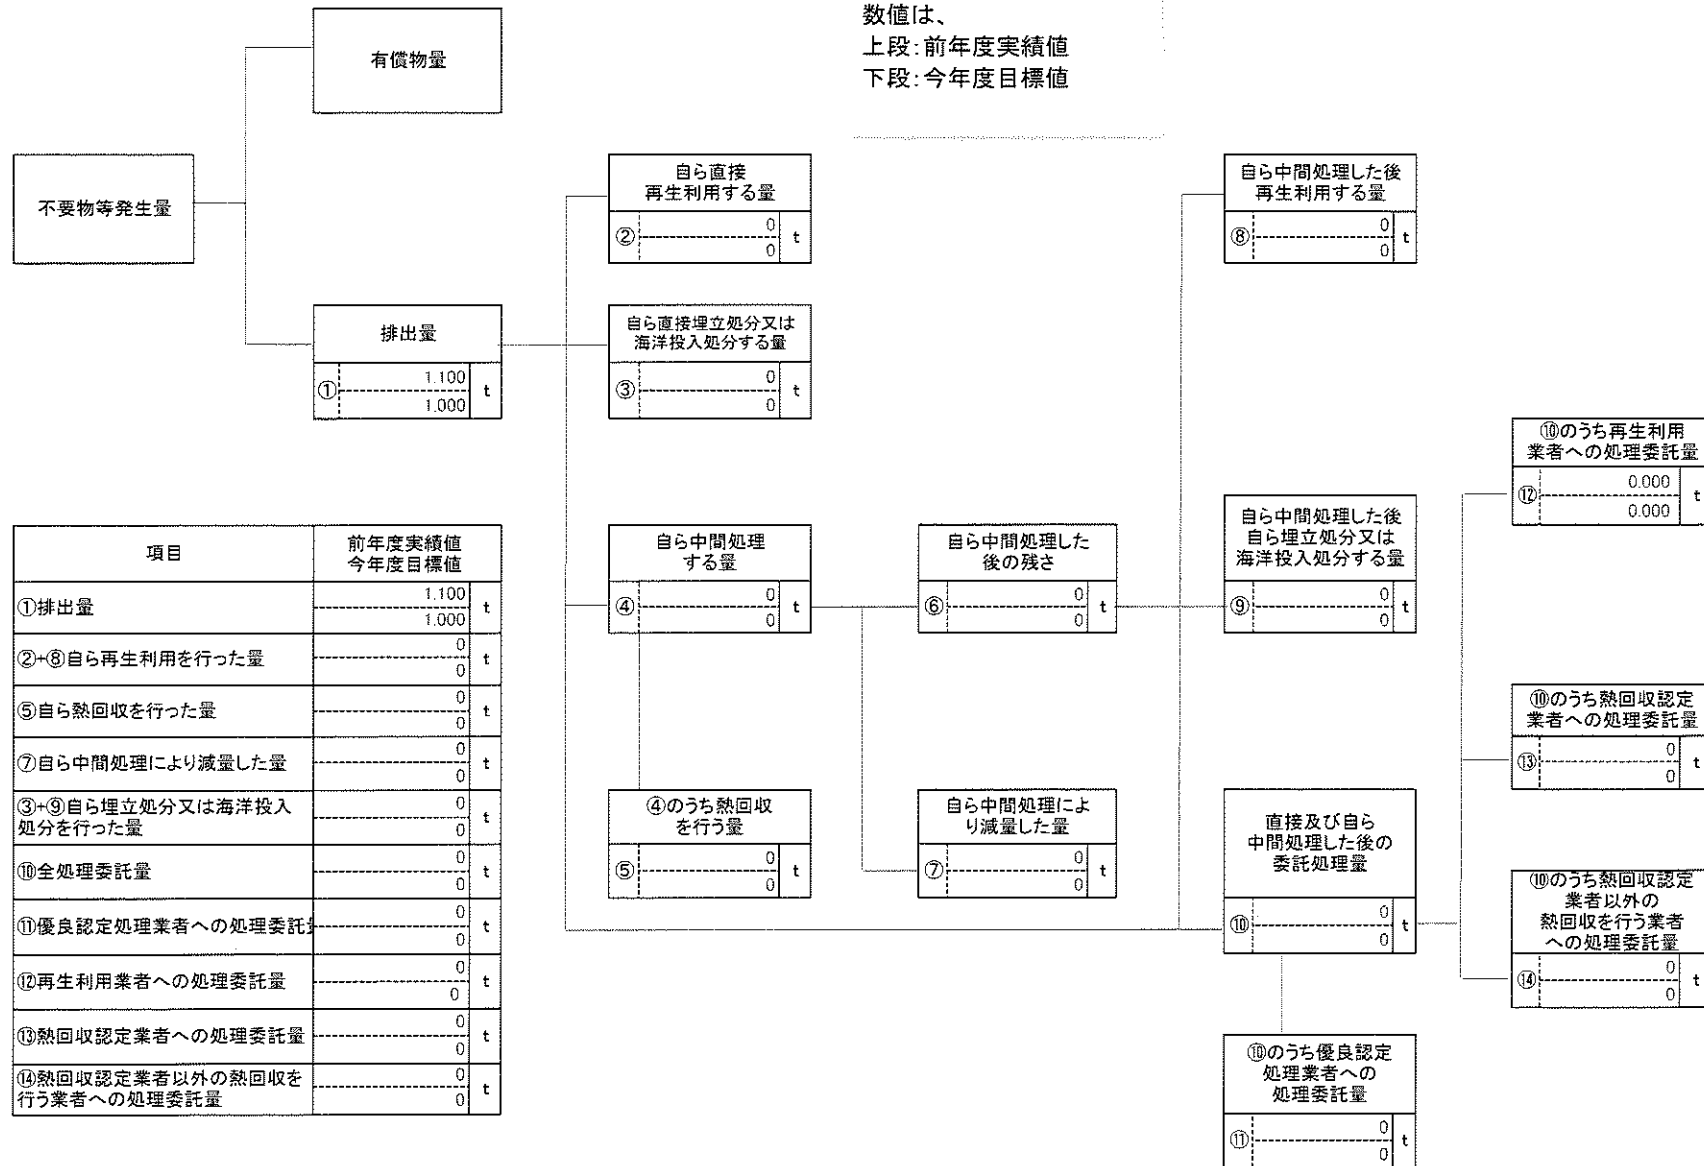 数値は、
上段:前年度実績値
下段:今年度目標値
有償物量
不要物等発生量
排出量
① 1.100 t
1.000
自ら直接
再生利用する量
② 0 t
0
自ら直接埋立処分又は
海洋投入処分する量
③ 0 t
0
自ら中間処理
する量
④ 0 t
0
④のうち熱回収
を行う量
⑤ 0 t
0
自ら中間処理した
後の残さ
⑥ 0 t
0
自ら中間処理によ
り減量した量
⑦ 0 t
0
自ら中間処理した後
再生利用する量
⑧ 0 t
0
自ら中間処理した後
自ら埋立処分又は
海洋投入処分する量
⑨ 0 t
0
直接及び自ら
中間処理した後の
委託処理量
⑩ 0 t
0
⑩のうち優良認定
処理業者への
処理委託量
⑪ 0 t
0
⑩のうち再生利用
業者への処理委託量
⑫ 0.000 t
0.000
⑩のうち熱回収認定
業者への処理委託量
⑬ 0 t
0
⑩のうち熱回収認定
業者以外の
熱回収を行う業者
への処理委託量
⑭ 0 t
0
項目 前年度実績値
今年度目標値
①排出量 1.100 t
1.000
②+⑧自ら再生利用を行った量 0 t
0
⑤自ら熱回収を行った量 0 t
0
⑦自ら中間処理により減量した量 0 t
0
③+⑨自ら埋立処分又は海洋投入
処分を行った量 0 t
0
⑩全処理委託量 0 t
0
⑪優良認定処理業者への処理委託 0 t
0
⑫再生利用業者への処理委託量 0 t
0
⑬熱回収認定業者への処理委託量 0 t
0
⑭熱回収認定業者以外の熱回収を
行う業者への処理委託量 0 t
0